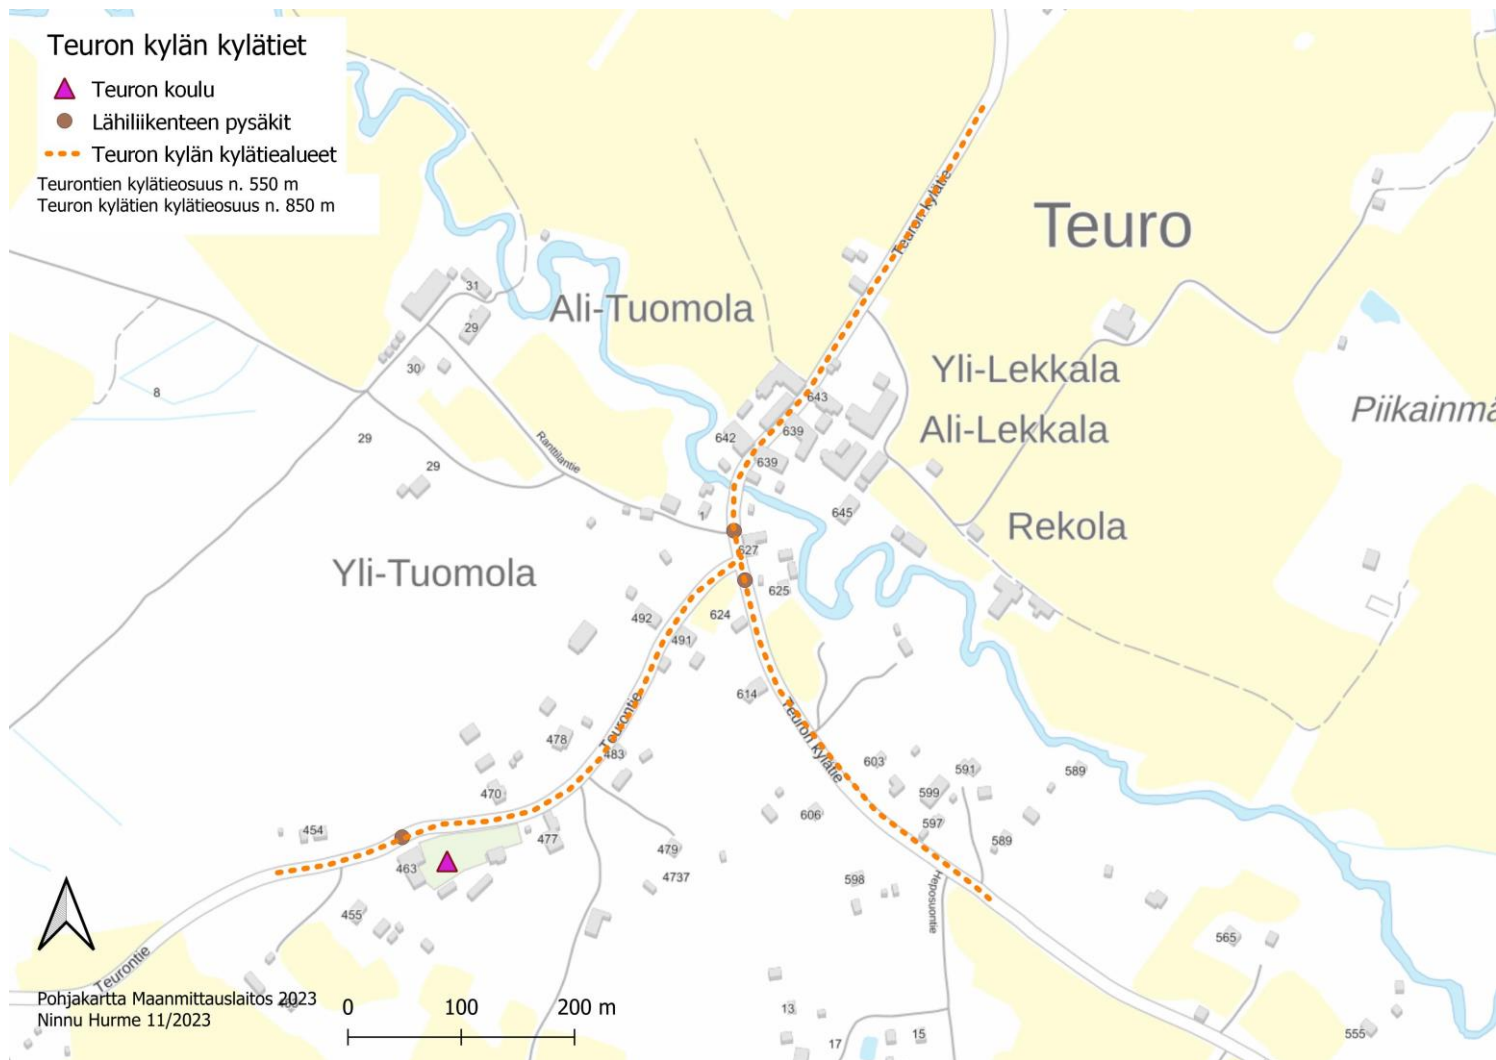 Teuron kylän kylätiet
Teuron koulu
Lähiliikenteen pysäkit
Teuron kylän kylätiealueet
Teurontien kylätieosuus n. 550 m
Teuron kylätien kylätieosuus n. 850 m
Teuron kylätie
Teuro
31
Ali-Tuomola
29
30
Yli-Lekkala
8
643
Piikainmä
Ali-Lekkala
29
642
639
Ranttilantie
29
639
1
645
Rekola
627
Yli-Tuomola
625
492
624
491
614
Teurontie
Teuron kylätie
478
483
603
591
589
470
599
606
597
454
477
589
479
463
4737
598
Heposuontie
455
565
Teurontie
Pohjakartta Maanmittauslaitos 2023
Ninnu Hurme 11/2023
0 100 200 m
13
15
17
555